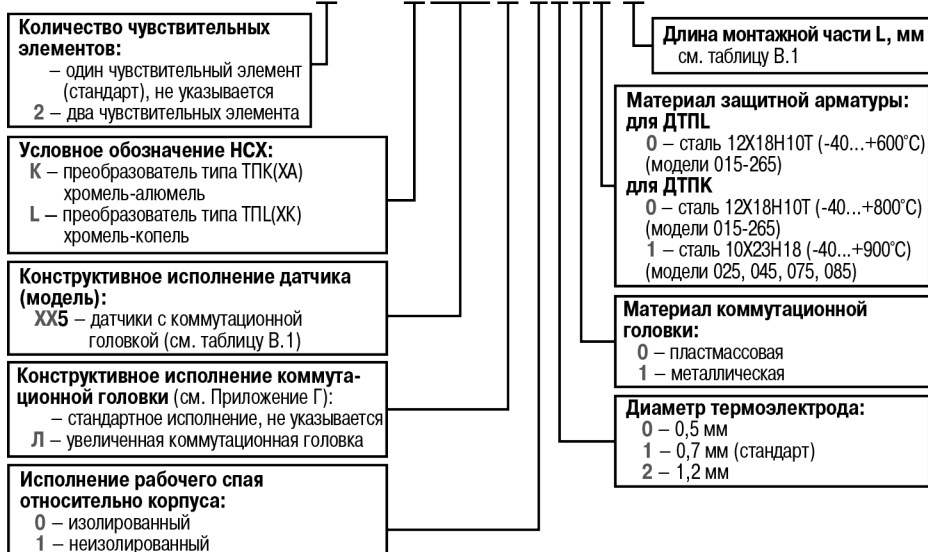 Количество чувствительных
элементов:
– один чувствительный элемент
(стандарт), не указывается
2 – два чувствительных элемента
Условное обозначение НСХ:
К – преобразователь типа ТПК(ХА)
хромель-алюмель
L – преобразователь типа ТПL(ХК)
хромель-копель
Конструктивное исполнение датчика
(модель):
XX5 – датчики с коммутационной
головкой (см. таблицу В.1)
Конструктивное исполнение коммута-
ционной головки (см. Приложение Г):
– стандартное исполнение, не указывается
Л – увеличенная коммутационная головка
Исполнение рабочего спая
относительно корпуса:
0 – изолированный
1 – неизолированный
Длина монтажной части L, мм
см. таблицу В.1
Материал защитной арматуры:
для ДТПL
0 – сталь 12Х18Н10Т (-40...+600°С)
(модели 015-265)
для ДТПК
0 – сталь 12Х18Н10Т (-40...+800°С)
(модели 015-265)
1 – сталь 10Х23Н18 (-40...+900°С)
(модели 025, 045, 075, 085)
Материал коммутационной
головки:
0 – пластмассовая
1 – металлическая
Диаметр термоэлектрода:
0 – 0,5 мм
1 – 0,7 мм (стандарт)
2 – 1,2 мм